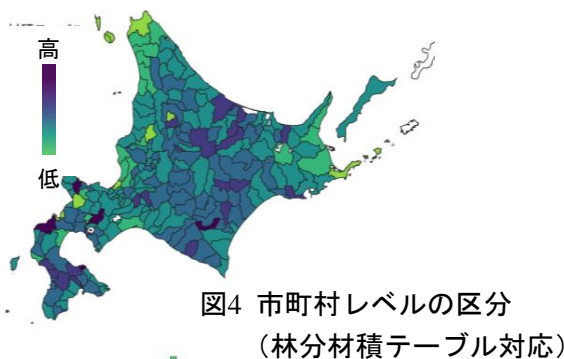 高
低
図4 市町村レベルの区分
（林分材積テーブル対応）